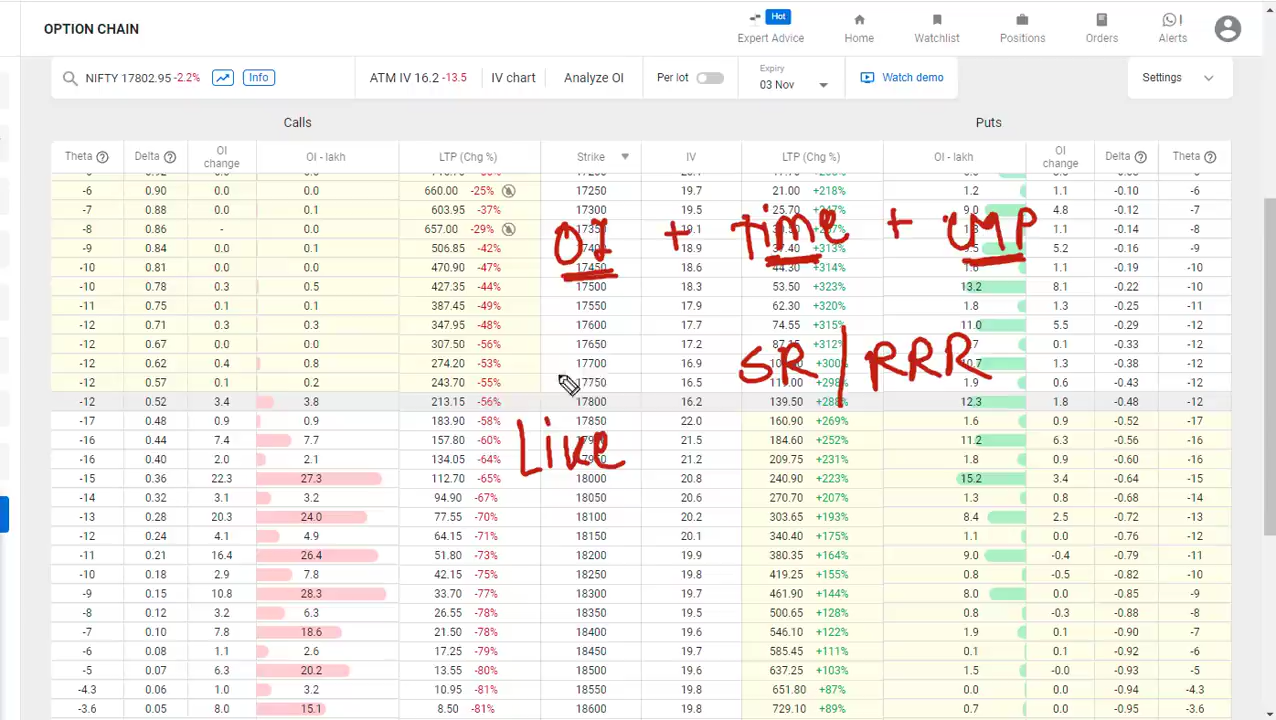 OPTION CHAIN
Hot
Expert Advice Home Watchlist Positions Orders Alerts
NIFTY 17802.95 -2.2% Info ATM IV 16.2 -13.5 IV chart Analyze OI Per lot Expiry 03 Nov Watch demo Settings
Calls Puts
Theta Delta OI change OI - lakh LTP (Chg %) Strike IV LTP (Chg %) OI - lakh OI change Delta Theta
-6 0.90 0.0 0.0 660.00 -25% 17250 19.7 21.00 +218% 1.2 1.1 -0.10 -6
-7 0.88 0.0 0.1 603.95 -37% 17300 19.5 25.70 9.0 4.8 -0.12 -7
-8 0.86 - 0.0 657.00 -29% 1.1 -0.14 -8
OI + Time + CMP
-9 0.84 0.0 0.1 506.85 -42% 18.9 +313% 5.2 -0.16 -9
-10 0.81 0.0 0.0 470.90 -47% 17450 18.6 44.30 +314% 1.6 1.1 -0.19 -10
-10 0.78 0.3 0.5 427.35 -44% 17500 18.3 53.50 +323% 13.2 8.1 -0.22 -10
-11 0.75 0.1 0.1 387.45 -49% 17550 17.9 62.30 +320% 1.8 1.3 -0.25 -11
-12 0.71 0.3 0.3 347.95 -48% 17600 17.7 74.55 +315% 11.0 5.5 -0.29 -12
-12 0.67 0.0 0.0 307.50 -56% 17650 17.2 +312% 0.1 -0.33 -12
SR / RRR
-12 0.62 0.4 0.8 274.20 -53% 17700 16.9 +300% 1.3 -0.38 -12
-12 0.57 0.1 0.2 243.70 -55% 17750 16.5 +298% 1.9 0.6 -0.43 -12
-12 0.52 3.4 3.8 213.15 -56% 17800 16.2 139.50 +288% 12.3 1.8 -0.48 -12
-17 0.48 0.9 0.9 183.90 -58% 17850 22.0 160.90 +269% 1.6 0.9 -0.52 -17
-16 0.44 7.4 7.7 157.80 -60% 21.5 184.60 +252% 11.2 6.3 -0.56 -16
Live
-16 0.40 2.0 2.1 134.05 -64% 21.2 209.75 +231% 1.8 0.9 -0.60 -16
-15 0.36 22.3 27.3 112.70 -65% 18000 20.8 240.90 +223% 15.2 3.4 -0.64 -15
-14 0.32 3.1 3.2 94.90 -67% 18050 20.6 270.70 +207% 1.3 0.8 -0.68 -14
-13 0.28 20.3 24.0 77.55 -70% 18100 20.2 303.65 +193% 8.4 2.5 -0.72 -13
-12 0.24 4.1 4.9 64.15 -71% 18150 20.1 340.40 +175% 1.1 0.0 -0.76 -12
-11 0.21 16.4 26.4 51.80 -73% 18200 19.9 380.35 +164% 9.0 -0.4 -0.79 -11
-10 0.18 2.9 7.8 42.15 -75% 18250 19.8 419.25 +155% 0.8 -0.5 -0.82 -10
-9 0.15 10.8 28.3 33.70 -77% 18300 19.7 461.90 +144% 8.0 0.0 -0.85 -9
-8 0.12 3.2 6.3 26.55 -78% 18350 19.5 500.65 +128% 0.8 -0.3 -0.88 -8
-7 0.10 7.8 18.6 21.50 -78% 18400 19.6 546.10 +122% 1.9 0.1 -0.90 -7
-6 0.08 1.1 2.6 17.25 -79% 18450 19.7 585.45 +111% 0.1 0.1 -0.92 -6
-5 0.07 6.3 20.2 13.55 -80% 18500 19.6 637.25 +103% 1.5 -0.0 -0.93 -5
-4.3 0.06 1.0 3.2 10.95 -81% 18550 19.8 651.80 +87% 0.0 0.0 -0.94 -4.3
-3.6 0.05 8.0 15.1 8.50 -81% 18600 19.8 729.10 +89% 0.7 0.0 -0.95 -3.6